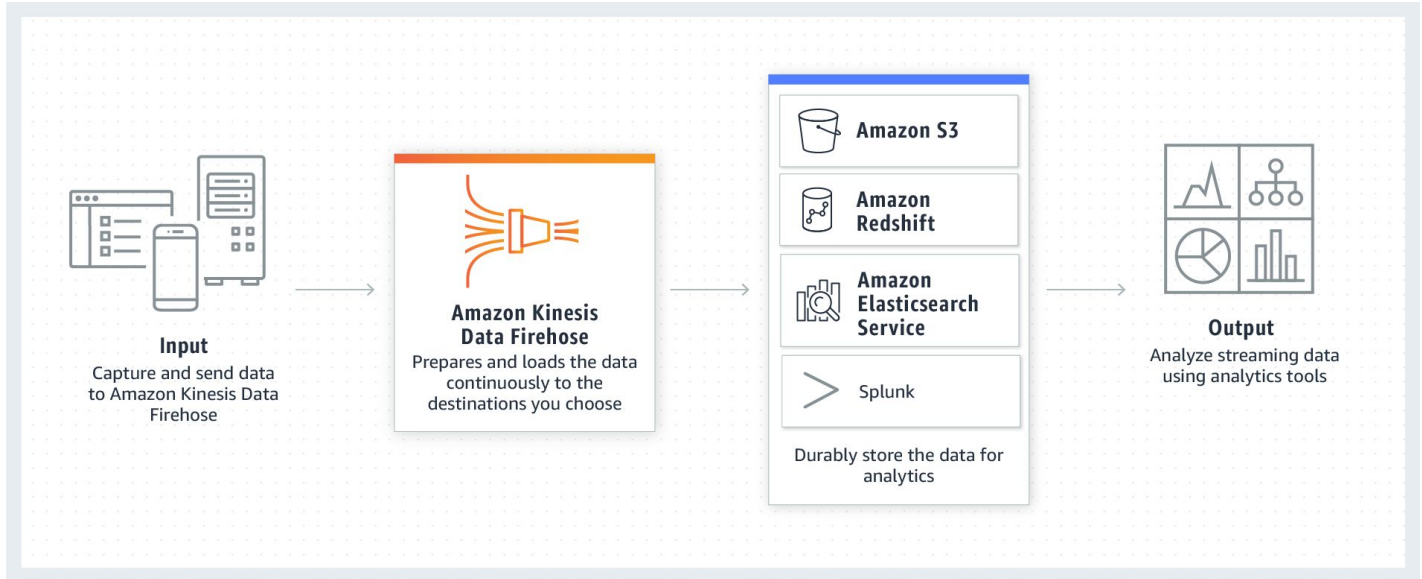 Input
Capture and send data
to Amazon Kinesis Data
Firehose
Amazon Kinesis
Data Firehose
Prepares and loads the data
continuously to the
destinations you choose
Amazon S3
Amazon
Redshift
Amazon
Elasticsearch
Service
Splunk
Durably store the data for
analytics
Output
Analyze streaming data
using analytics tools